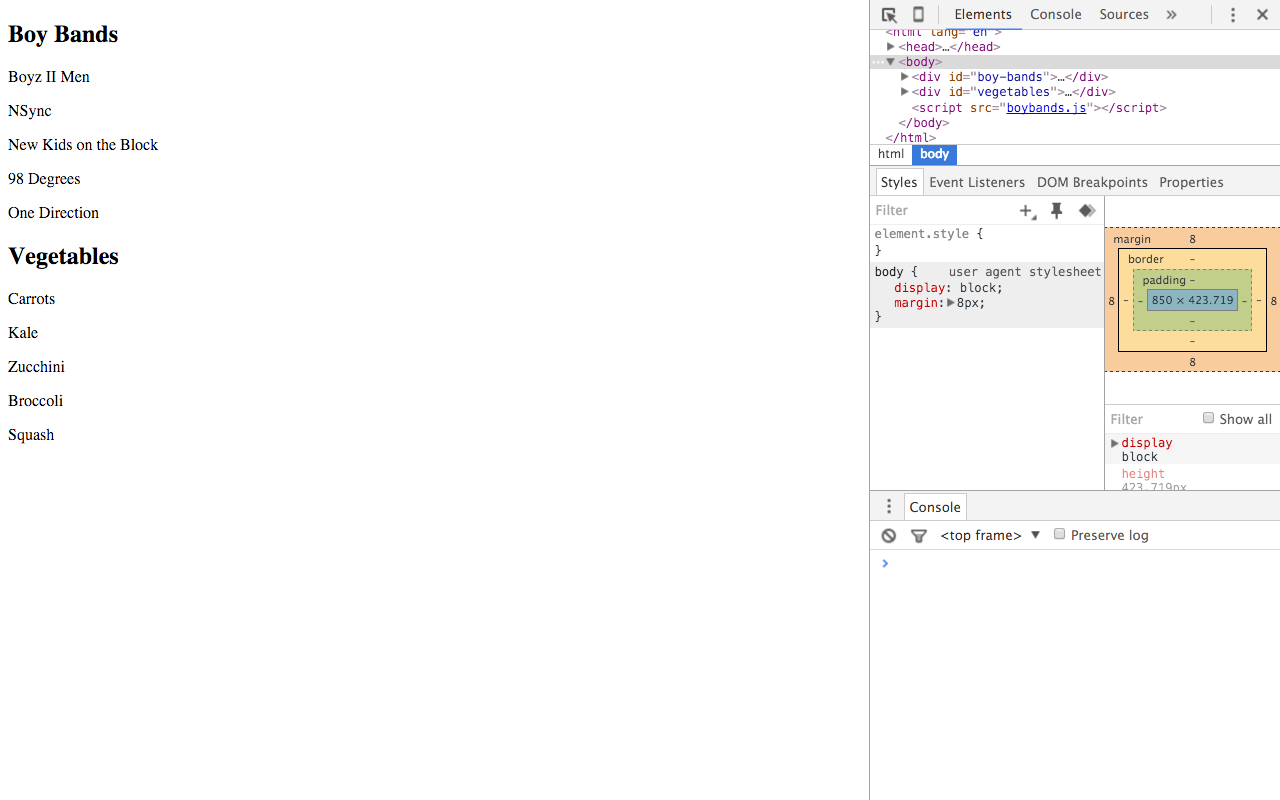 Boy Bands
Boyz II Men
NSync
New Kids on the Block
98 Degrees
One Direction
Vegetables
Carrots
Kale
Zucchini
Broccoli
Squash
Elements Console Sources »
<html lang="en">
▶<head>…</head>
…▼<body>
▶<div id="boy-bands">…</div>
▶<div id="vegetables">…</div>
<script src="boybands.js"></script>
</body>
</html>
html body
Styles Event Listeners DOM Breakpoints Properties
Filter
element.style {
}
body { user agent stylesheet
display: block;
margin:▶8px;
}
margin 8
border –
padding –
8 – – 850 × 423.719 – – 8
–
–
8
Filter Show all
▶display
block
height
423.719px
Console
<top frame> ▼ Preserve log
>